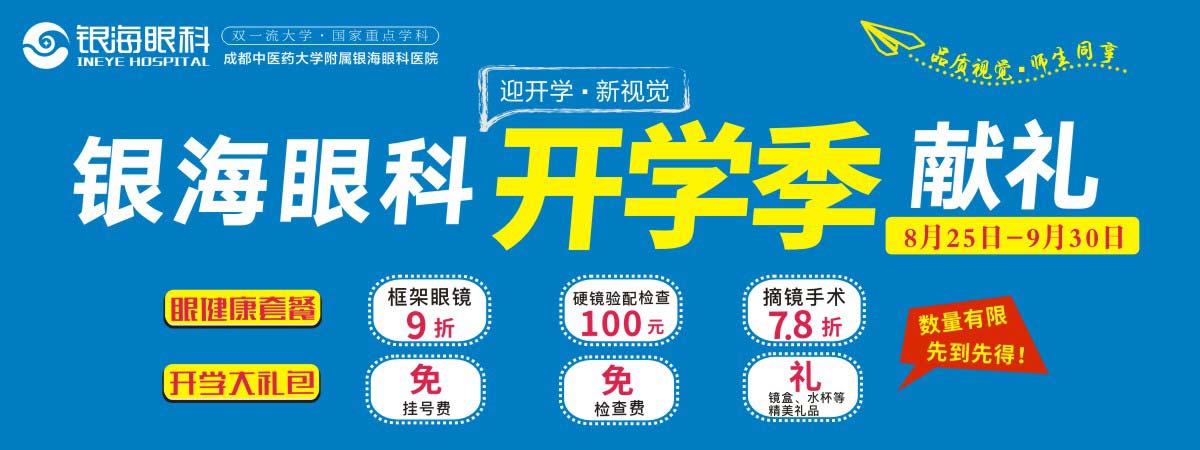 银海眼科
INEYE HOSPITAL
双一流大学·国家重点学科
成都中医药大学附属银海眼科医院
品质视觉·师生同享
迎开学·新视觉
银海眼科开学季献礼
8月25日-9月30日
眼健康套餐
框架眼镜
9折
硬镜验配检查
100元
摘镜手术
7.8折
数量有限
先到先得!
开学大礼包
免
挂号费
免
检查费
礼
镜盒、水杯等
精美礼品